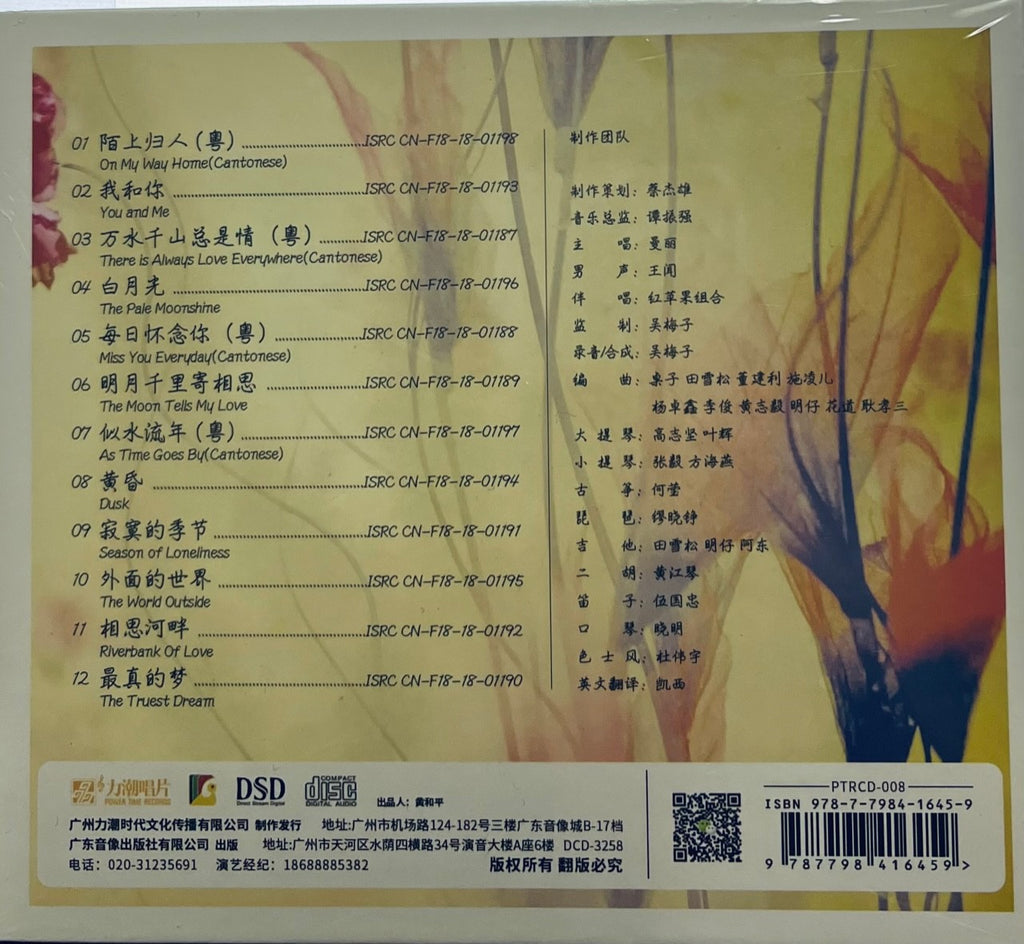 01 陌上归人（粤）......................ISRC CN-F18-18-01198
On My Way Home(Cantonese)
02 我和你......................ISRC CN-F18-18-01193
You and Me
03 万水千山总是情（粤）......................ISRC CN-F18-18-01187
There is Always Love Everywhere(Cantonese)
04 白月光......................ISRC CN-F18-18-01196
The Pale Moonshine
05 每日怀念你（粤）......................ISRC CN-F18-18-01188
Miss You Everyday(Cantonese)
06 明月千里寄相思......................ISRC CN-F18-18-01189
The Moon Tells My Love
07 似水流年（粤）......................ISRC CN-F18-18-01197
As Time Goes By(Cantonese)
08 黄昏......................ISRC CN-F18-18-01194
Dusk
09 寂寞的季节......................ISRC CN-F18-18-01191
Season of Loneliness
10 外面的世界......................ISRC CN-F18-18-01195
The World Outside
11 相思河畔......................ISRC CN-F18-18-01192
Riverbank Of Love
12 最真的梦......................ISRC CN-F18-18-01190
The Truest Dream
制作团队
制作策划：蔡杰雄
音乐总监：谭振强
主唱：曼丽
男声：王闻
伴唱：红苹果组合
监制：吴梅子
录音/合成：吴梅子
编曲：桌子 田雪松 董建利 施凌儿
杨卓鑫 李俊 黄志毅 明仔 花道 耿孝三
大提琴：高志坚 叶辉
小提琴：张毅 方海燕
古筝：何莹
琵琶：缪晓铮
吉他：田雪松 明仔 阿东
二胡：黄江琴
笛子：伍国忠
口琴：晓明
色士风：杜伟宇
英文翻译：凯西
力潮唱片
POWER TIME RECORDS
DSD
Direct Stream Digital
COMPACT
disc
DIGITAL AUDIO
出品人：黄和平
广州力潮时代文化传播有限公司 制作发行 地址:广州市机场路124-182号三楼广东音像城B-17档
广东音像出版社有限公司 出版 地址:广州市天河区水荫四横路34号演音大楼A座6楼 DCD-3258
电话：020-31235691 演艺经纪：18688885382 版权所有 翻版必究
PTRCD-008
ISBN 978-7-7984-1645-9
9 787798 416459>